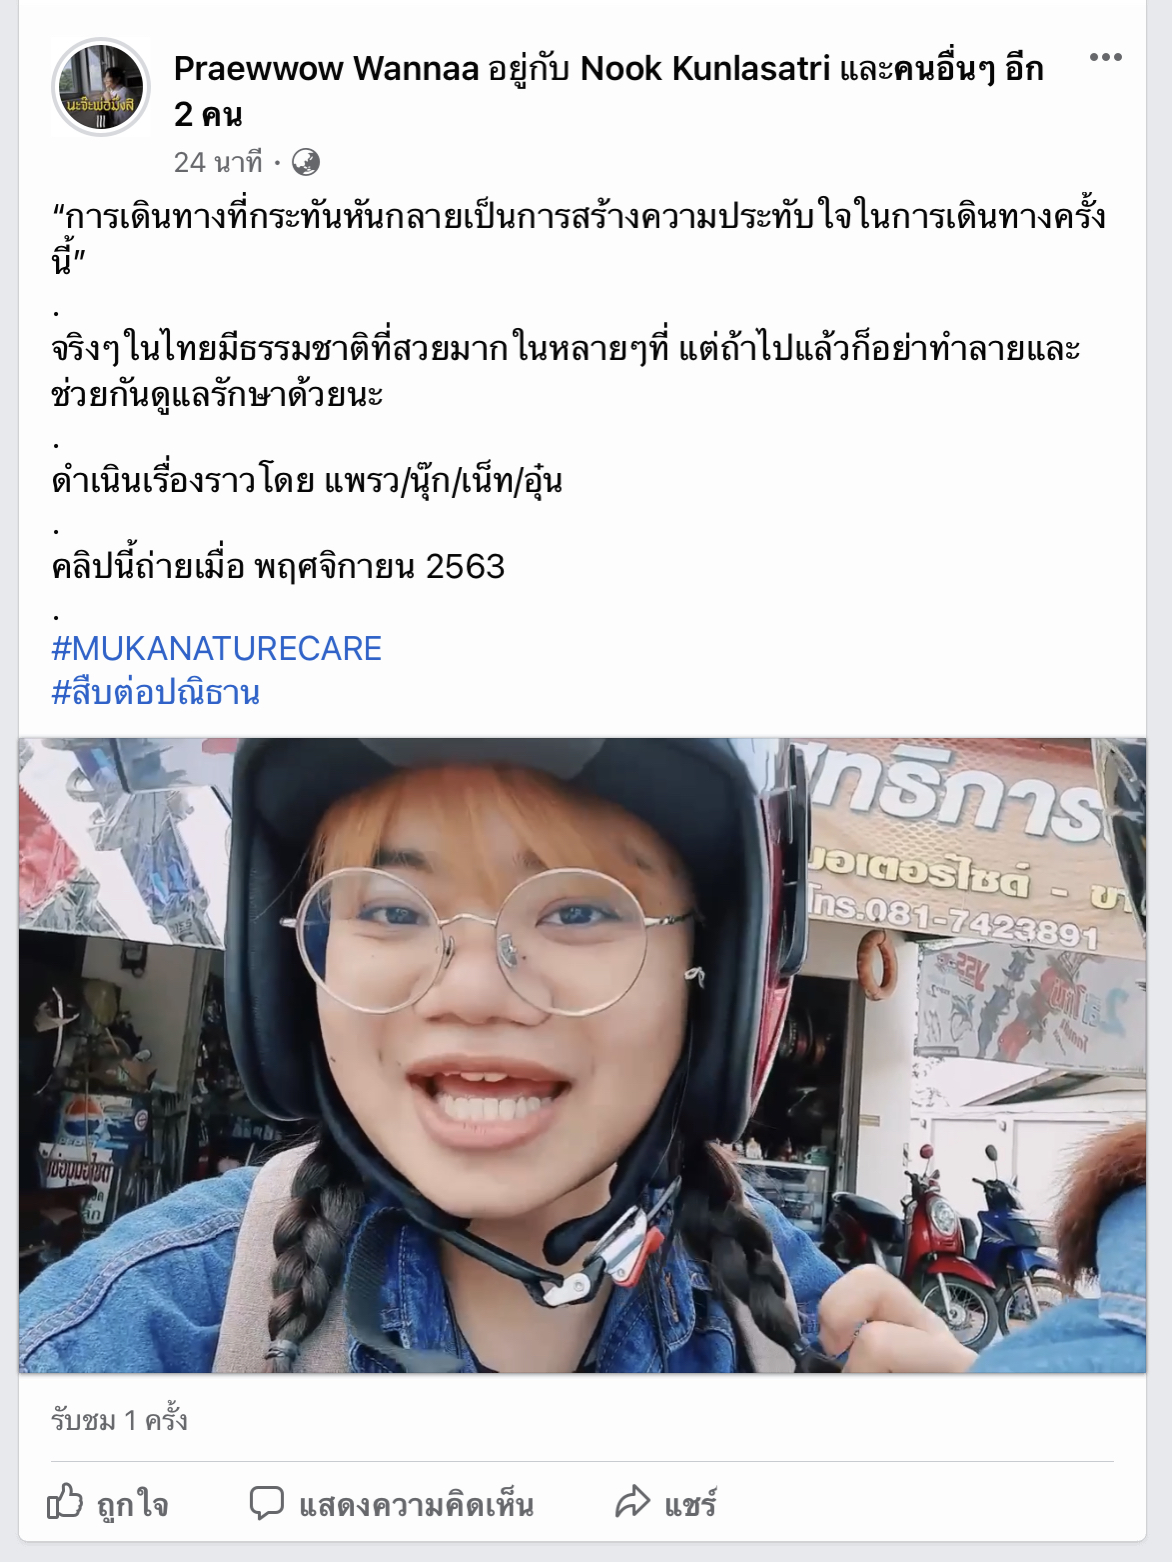 Praewwow Wannaa อยู่กับ Nook Kunlasatri และคนอื่นๆ อีก
2 คน
24 นาที ·
นะจ๊ะพ่อมึงสิ
“การเดินทางที่กระทันหันกลายเป็นการสร้างความประทับใจในการเดินทางครั้ง
นี้”
.
จริงๆในไทยมีธรรมชาติที่สวยมากในหลายๆที่ แต่ถ้าไปแล้วก็อย่าทำลายและ
ช่วยกันดูแลรักษาด้วยนะ
.
ดำเนินเรื่องราวโดย แพรว/นุ๊ก/เน็ท/อุ๋น
.
คลิปนี้ถ่ายเมื่อ พฤศจิกายน 2563
.
#MUKANATURECARE
#สืบต่อปณิธาน
ทธิการ
มอเตอร์ไซด์ - ขา
โทร.081-7423891
รับชม 1 ครั้ง
ถูกใจ
แสดงความคิดเห็น
แชร์